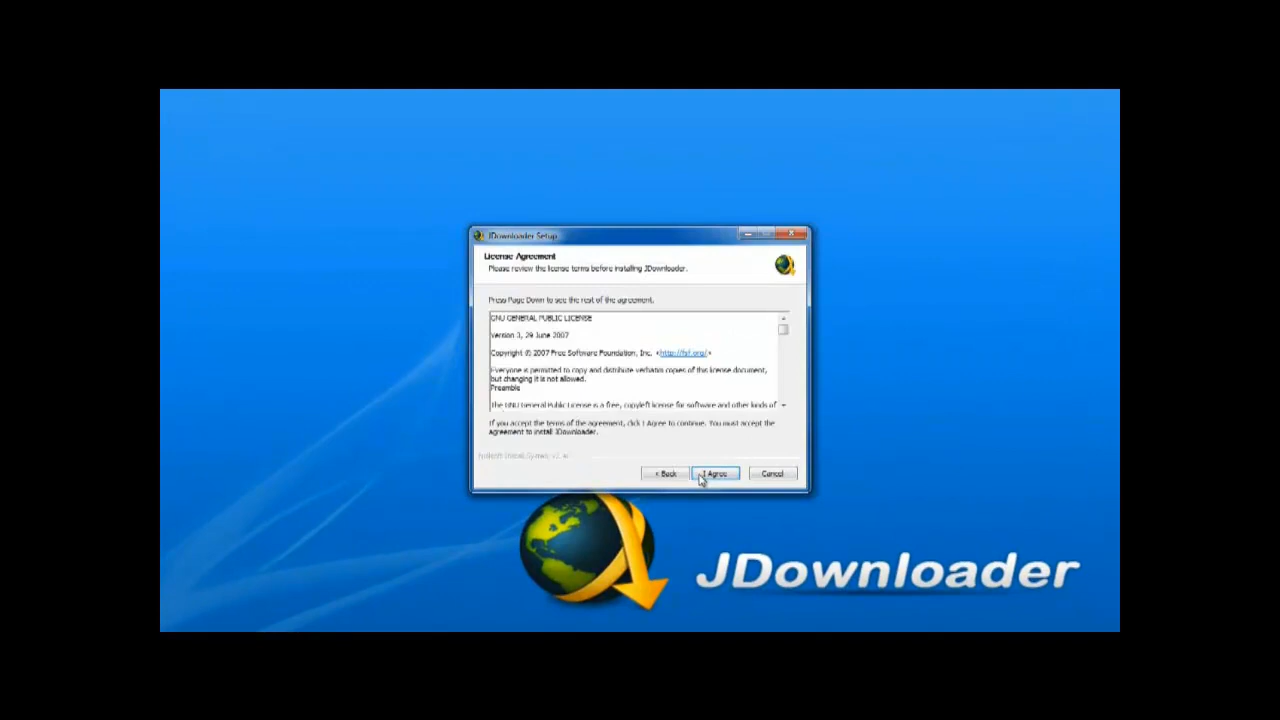 JDownloader Setup
License Agreement
Please review the license terms before installing JDownloader.
Press Page Down to see the rest of the agreement.
GNU GENERAL PUBLIC LICENSE
Version 3, 29 June 2007
Copyright © 2007 Free Software Foundation, Inc. <http://fsf.org/>
Everyone is permitted to copy and distribute verbatim copies of this license document,
but changing it is not allowed.
Preamble
The GNU General Public License is a free, copyleft license for software and other kinds of
If you accept the terms of the agreement, click I Agree to continue. You must accept the
agreement to install JDownloader.
Nullsoft Install System
< Back
I Agree
Cancel
JDownloader